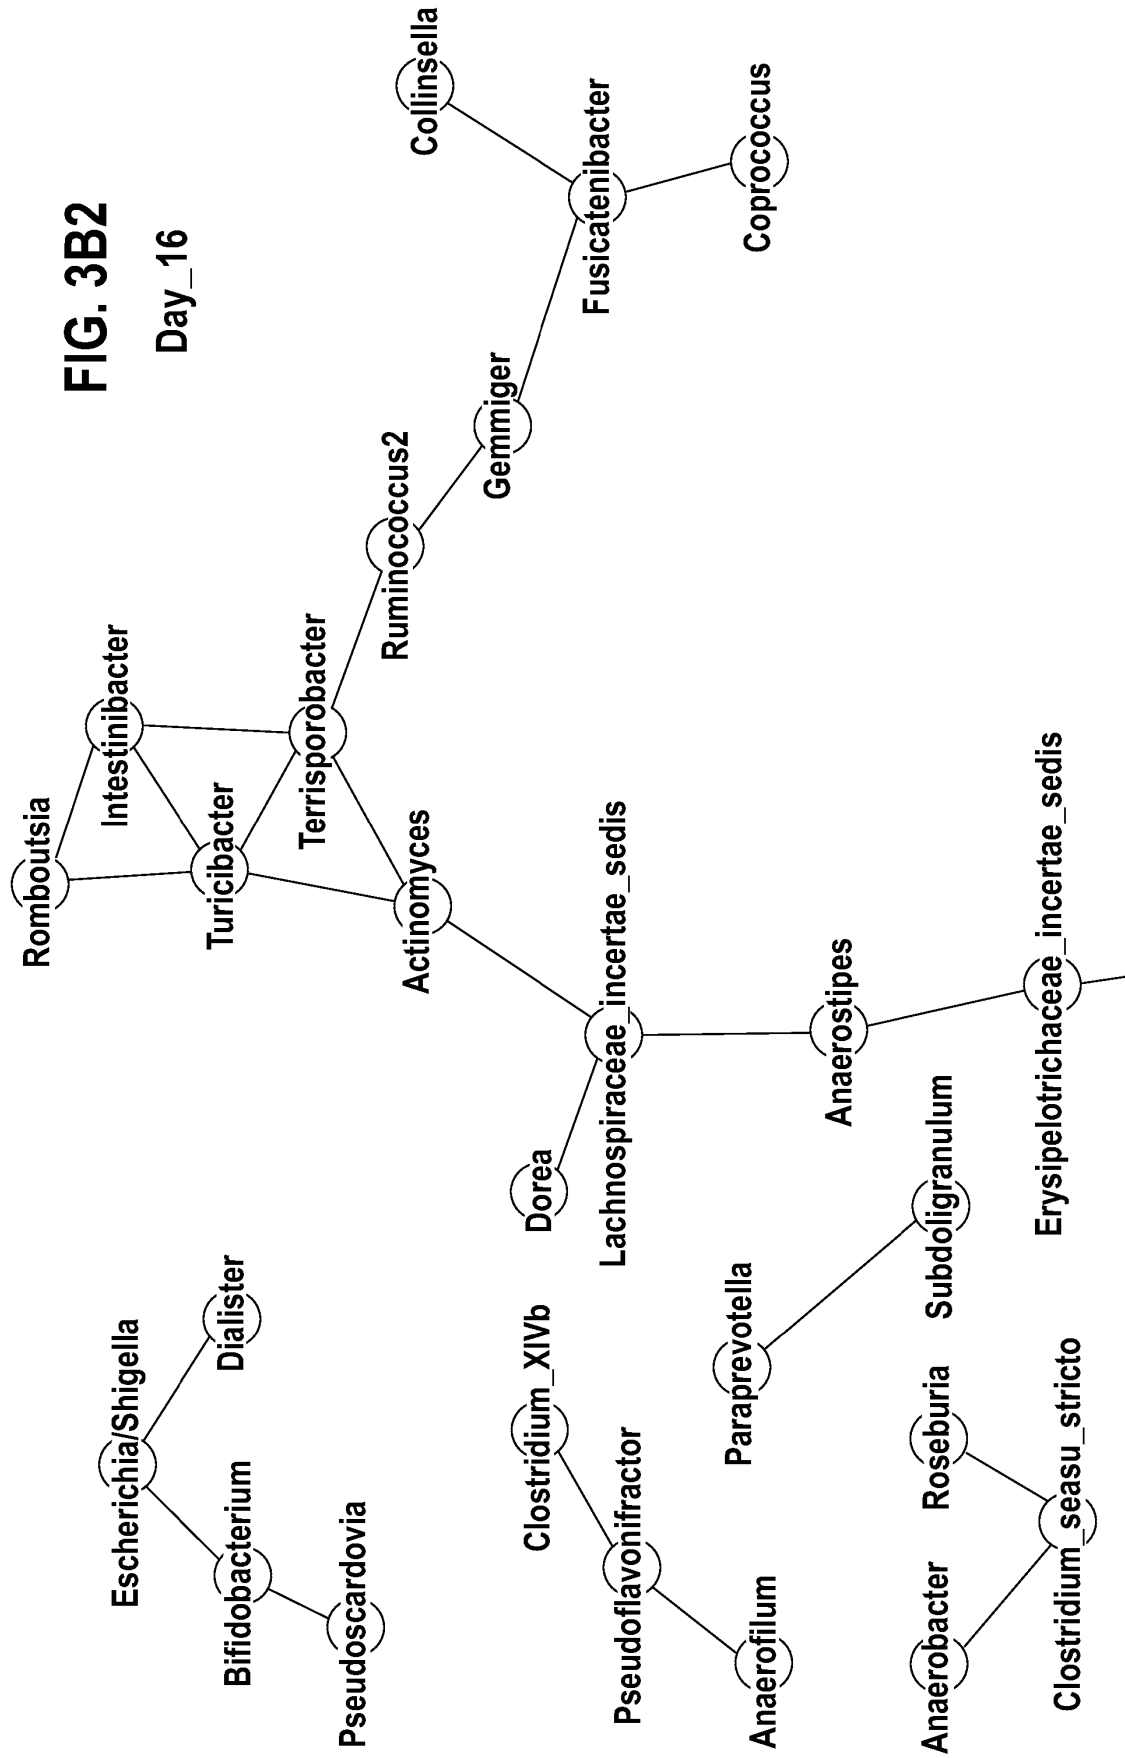 FIG. 3B2
Day_16
Escherichia/Shigella
Dialister
Bifidobacterium
Pseudoscardovia
Romboutsia
Intestinibacter
Turicibacter
Terrisporobacter
Actinomyces
Ruminococcus2
Collinsella
Gemmiger
Fusicatenibacter
Coprococcus
Dorea
Lachnospiraceae_incertae_sedis
Clostridium_XIVb
Pseudoflavonifractor
Anaerofilum
Paraprevotella
Subdoligranulum
Anaerostipes
Roseburia
Anaerobacter
Clostridium_seasu_stricto
Erysipelotrichaceae_incertae_sedis